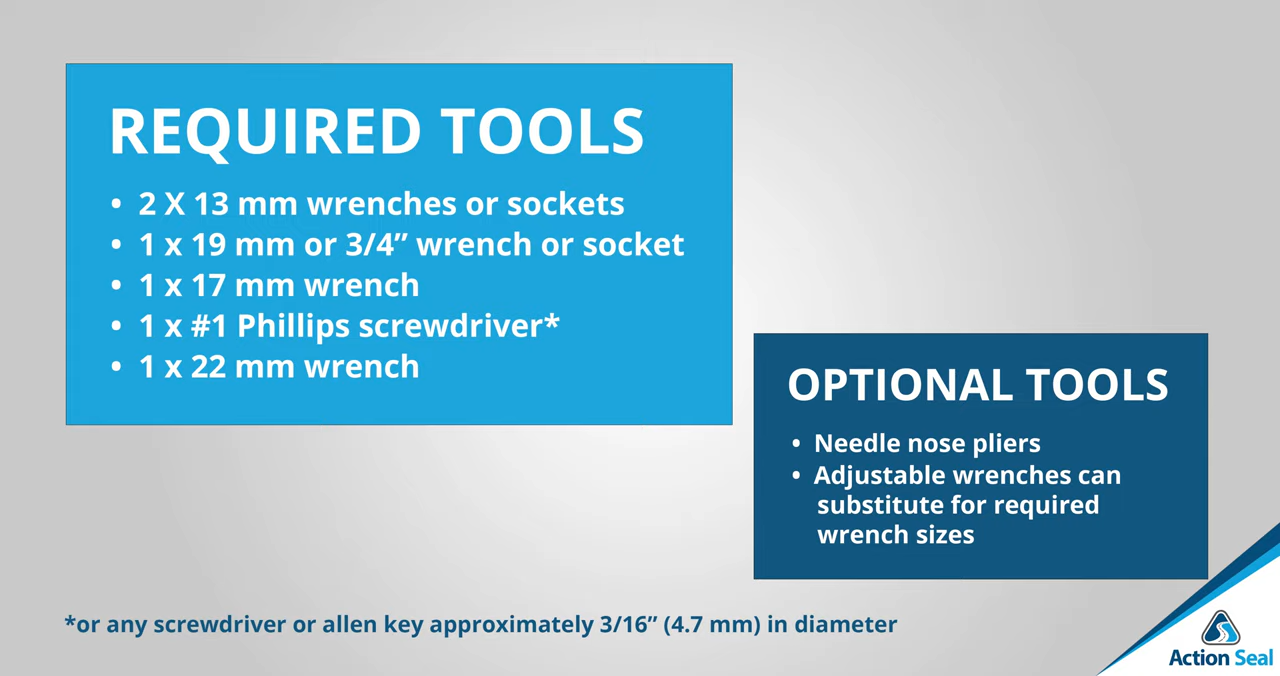 REQUIRED TOOLS
• 2 X 13 mm wrenches or sockets
• 1 x 19 mm or 3/4” wrench or socket
• 1 x 17 mm wrench
• 1 x #1 Phillips screwdriver*
• 1 x 22 mm wrench
OPTIONAL TOOLS
• Needle nose pliers
• Adjustable wrenches can
substitute for required
wrench sizes
*or any screwdriver or allen key approximately 3/16” (4.7 mm) in diameter
Action Seal